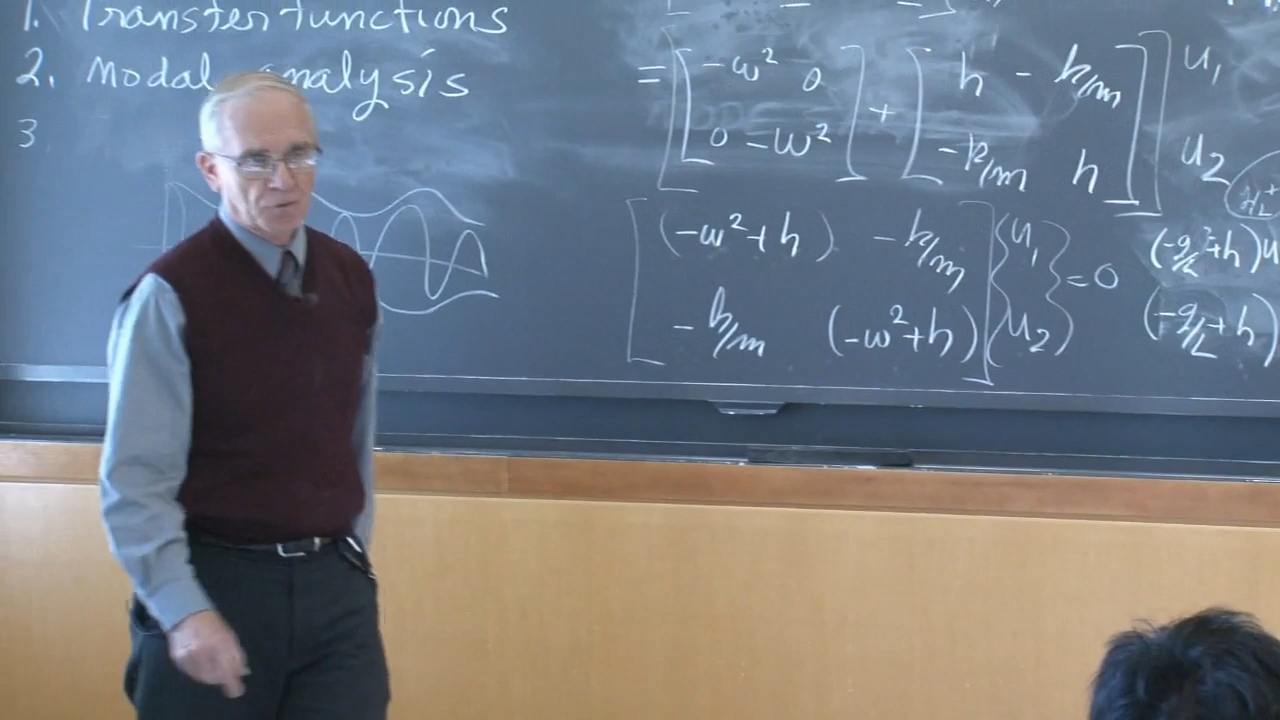 1. Transfer functions
2. Modal analysis
3
= [ [ -ω² 0 ] + [ h - k/m ] ] u₁
[ [ 0 -ω² ] [ -k/m h ] ] u₂
[ (-ω²+h) -k/m ] { u₁ } = 0
[ -k/m (-ω²+h) ] { u₂ }
(-g/L+h)u
(-g/L+h)